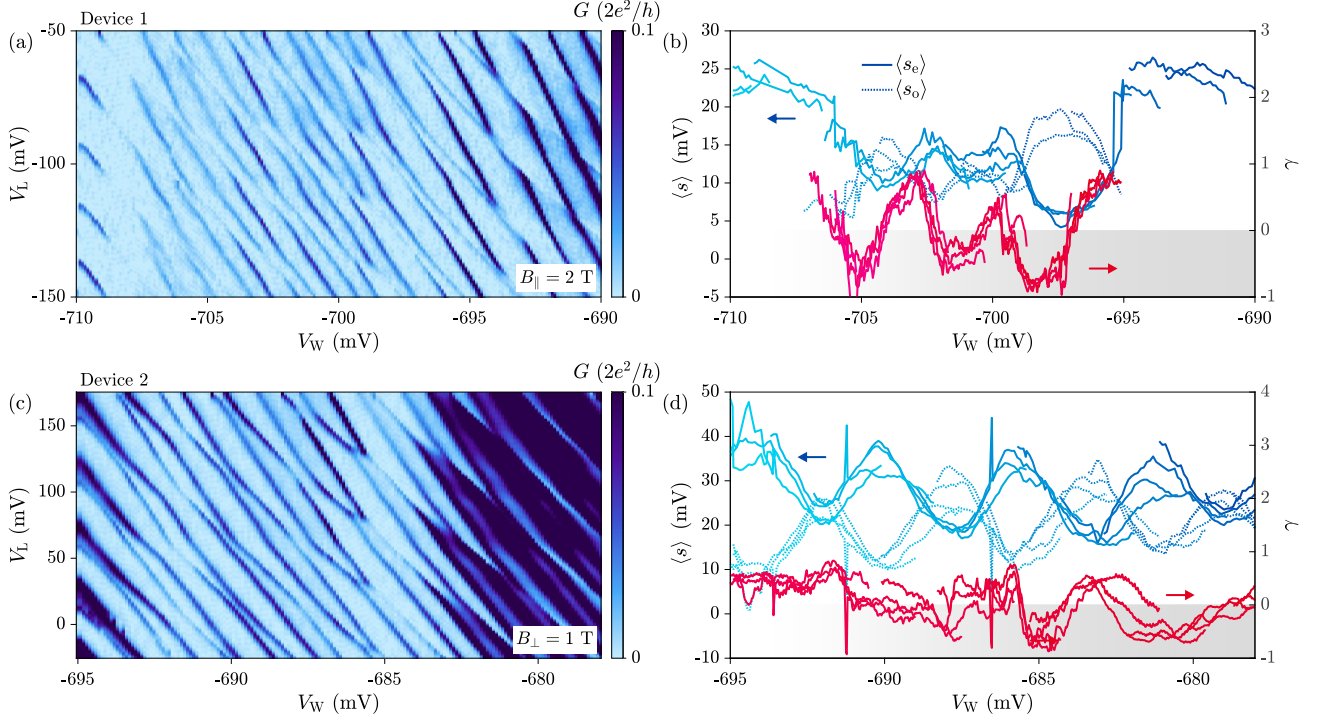 Device 1
G (2e²/h)
(a)
-50
-100
-150
V_L (mV)
B_∥ = 2 T
0.1
0
-710
-705
-700
-695
-690
V_W (mV)
(b)
30
25
20
15
10
5
0
-5
⟨s⟩ (mV)
⟨s_e⟩
⟨s_o⟩
3
2
1
0
-1
γ
-710
-705
-700
-695
-690
V_W (mV)
Device 2
G (2e²/h)
(c)
150
100
50
0
V_L (mV)
B_⊥ = 1 T
0.1
0
-695
-690
-685
-680
V_W (mV)
(d)
50
40
30
20
10
0
-10
⟨s⟩ (mV)
4
3
2
1
0
-1
γ
-695
-690
-685
-680
V_W (mV)